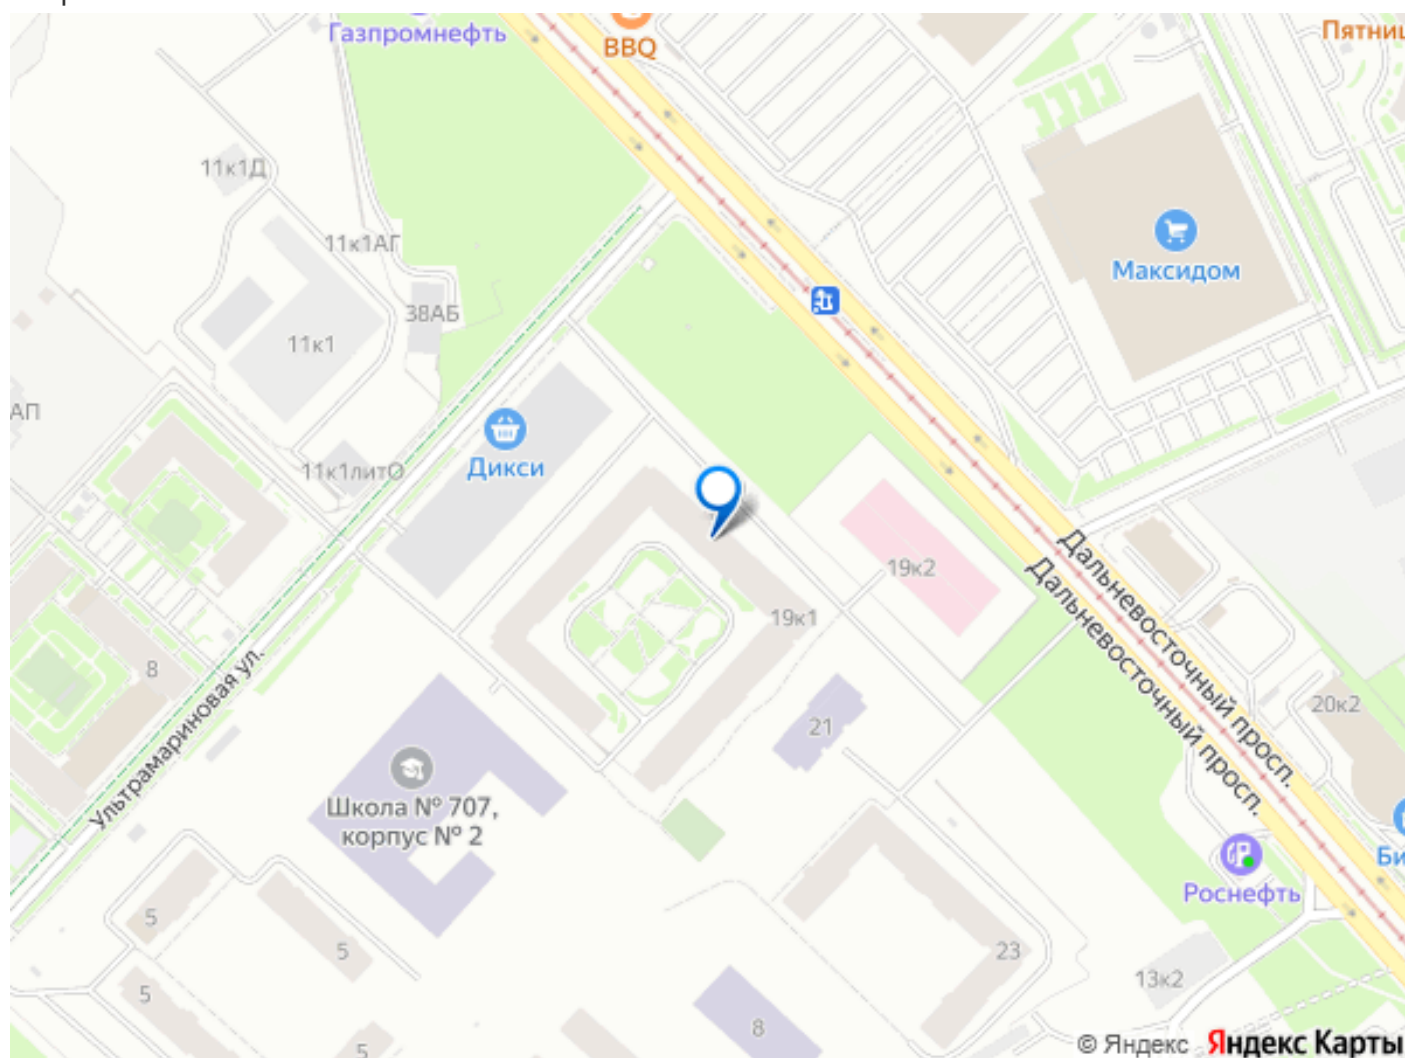 Газпромнефть
BBQ
11к1Д
11к1АГ
38АБ
11к1
Максидом
АП
Дикси
11к1литО
19к2
19к1
Дальневосточный просп.
Дальневосточный просп.
8
Ультрамариновая ул.
21
20к2
Школа № 707,
корпус № 2
Роснефть
5
5
23
13к2
5
8
5
© Яндекс Яндекс Карты